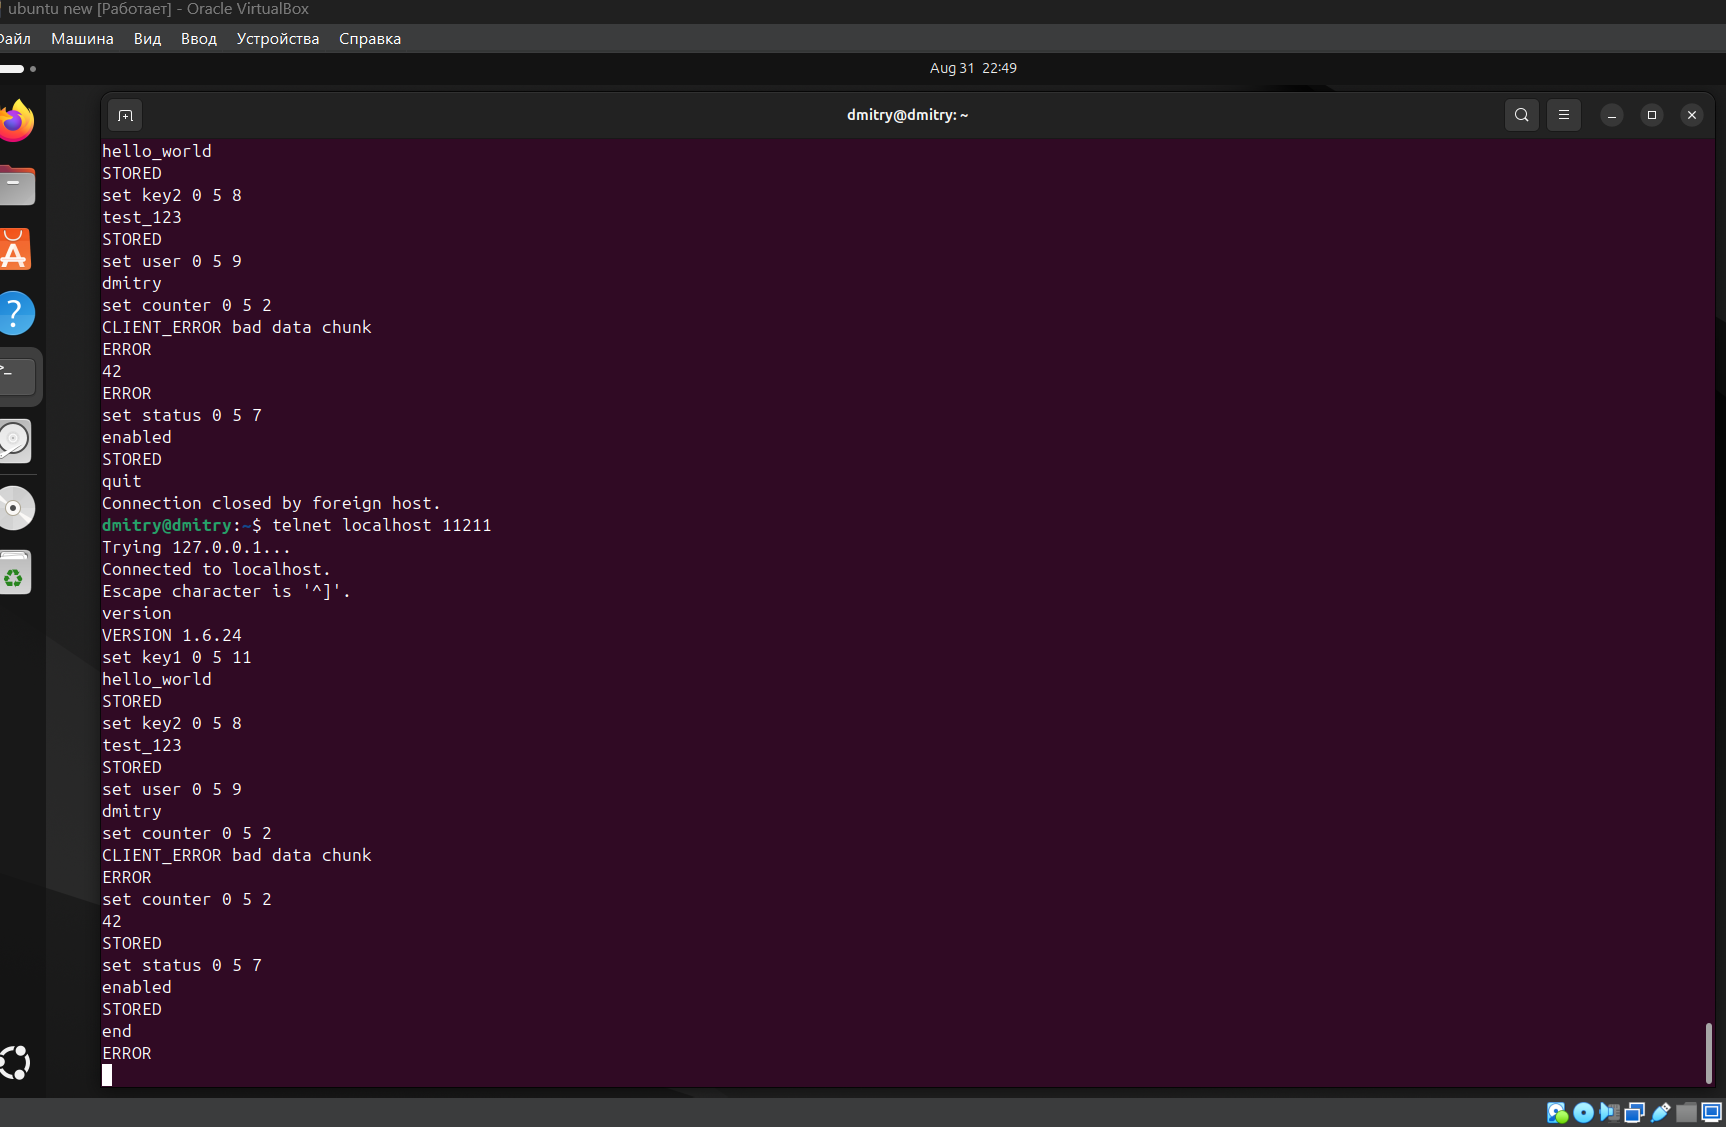 ubuntu new [Работает] - Oracle VirtualBox
Файл Машина Вид Ввод Устройства Справка
Aug 31 22:49
dmitry@dmitry: ~
hello_world
STORED
set key2 0 5 8
test_123
STORED
set user 0 5 9
dmitry
set counter 0 5 2
CLIENT_ERROR bad data chunk
ERROR
42
ERROR
set status 0 5 7
enabled
STORED
quit
Connection closed by foreign host.
dmitry@dmitry:~$ telnet localhost 11211
Trying 127.0.0.1...
Connected to localhost.
Escape character is '^]'.
version
VERSION 1.6.24
set key1 0 5 11
hello_world
STORED
set key2 0 5 8
test_123
STORED
set user 0 5 9
dmitry
set counter 0 5 2
CLIENT_ERROR bad data chunk
ERROR
set counter 0 5 2
42
STORED
set status 0 5 7
enabled
STORED
end
ERROR